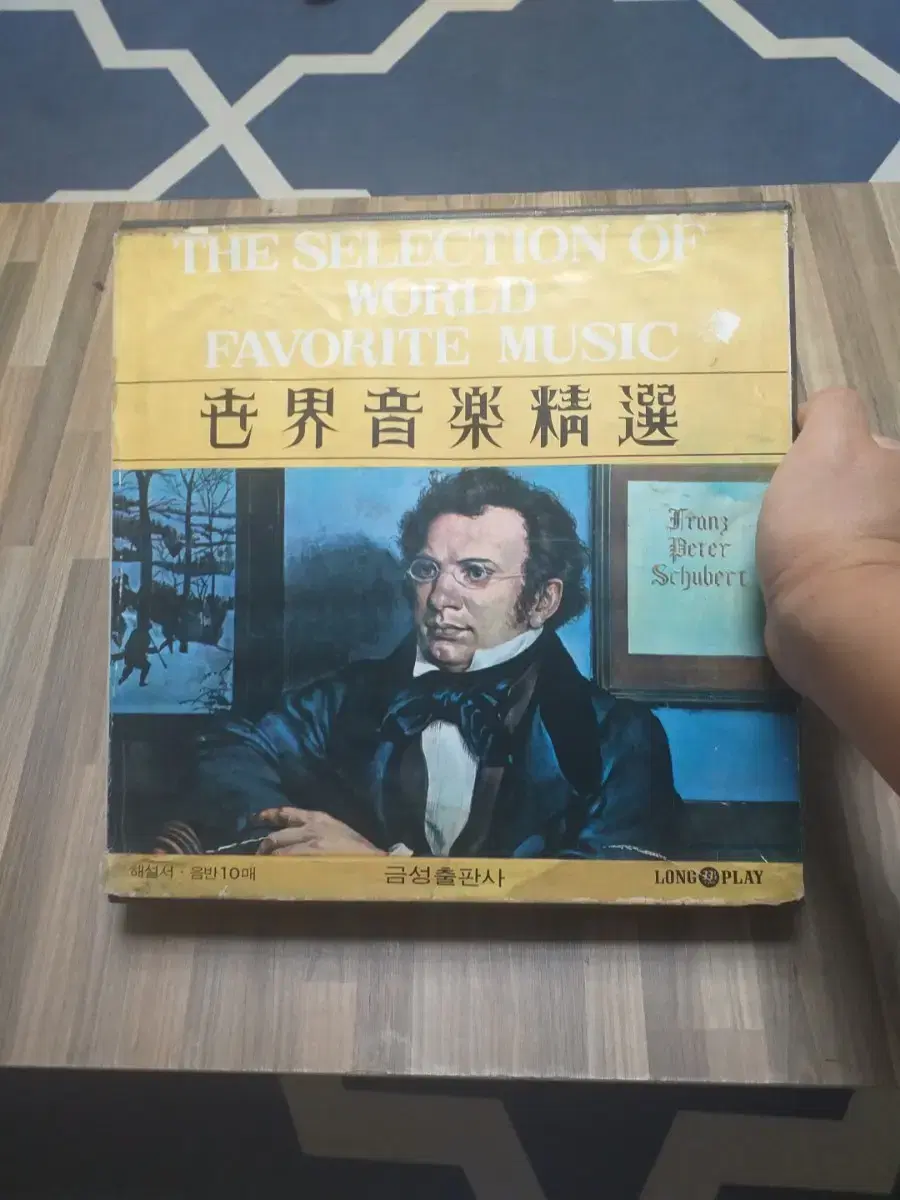 THE SELECTION OF
WORLD
FAVORITE MUSIC
世界音楽精選
Franz
Peter
Schubert
해설서·음반10매
금성출판사
LONG 33 PLAY